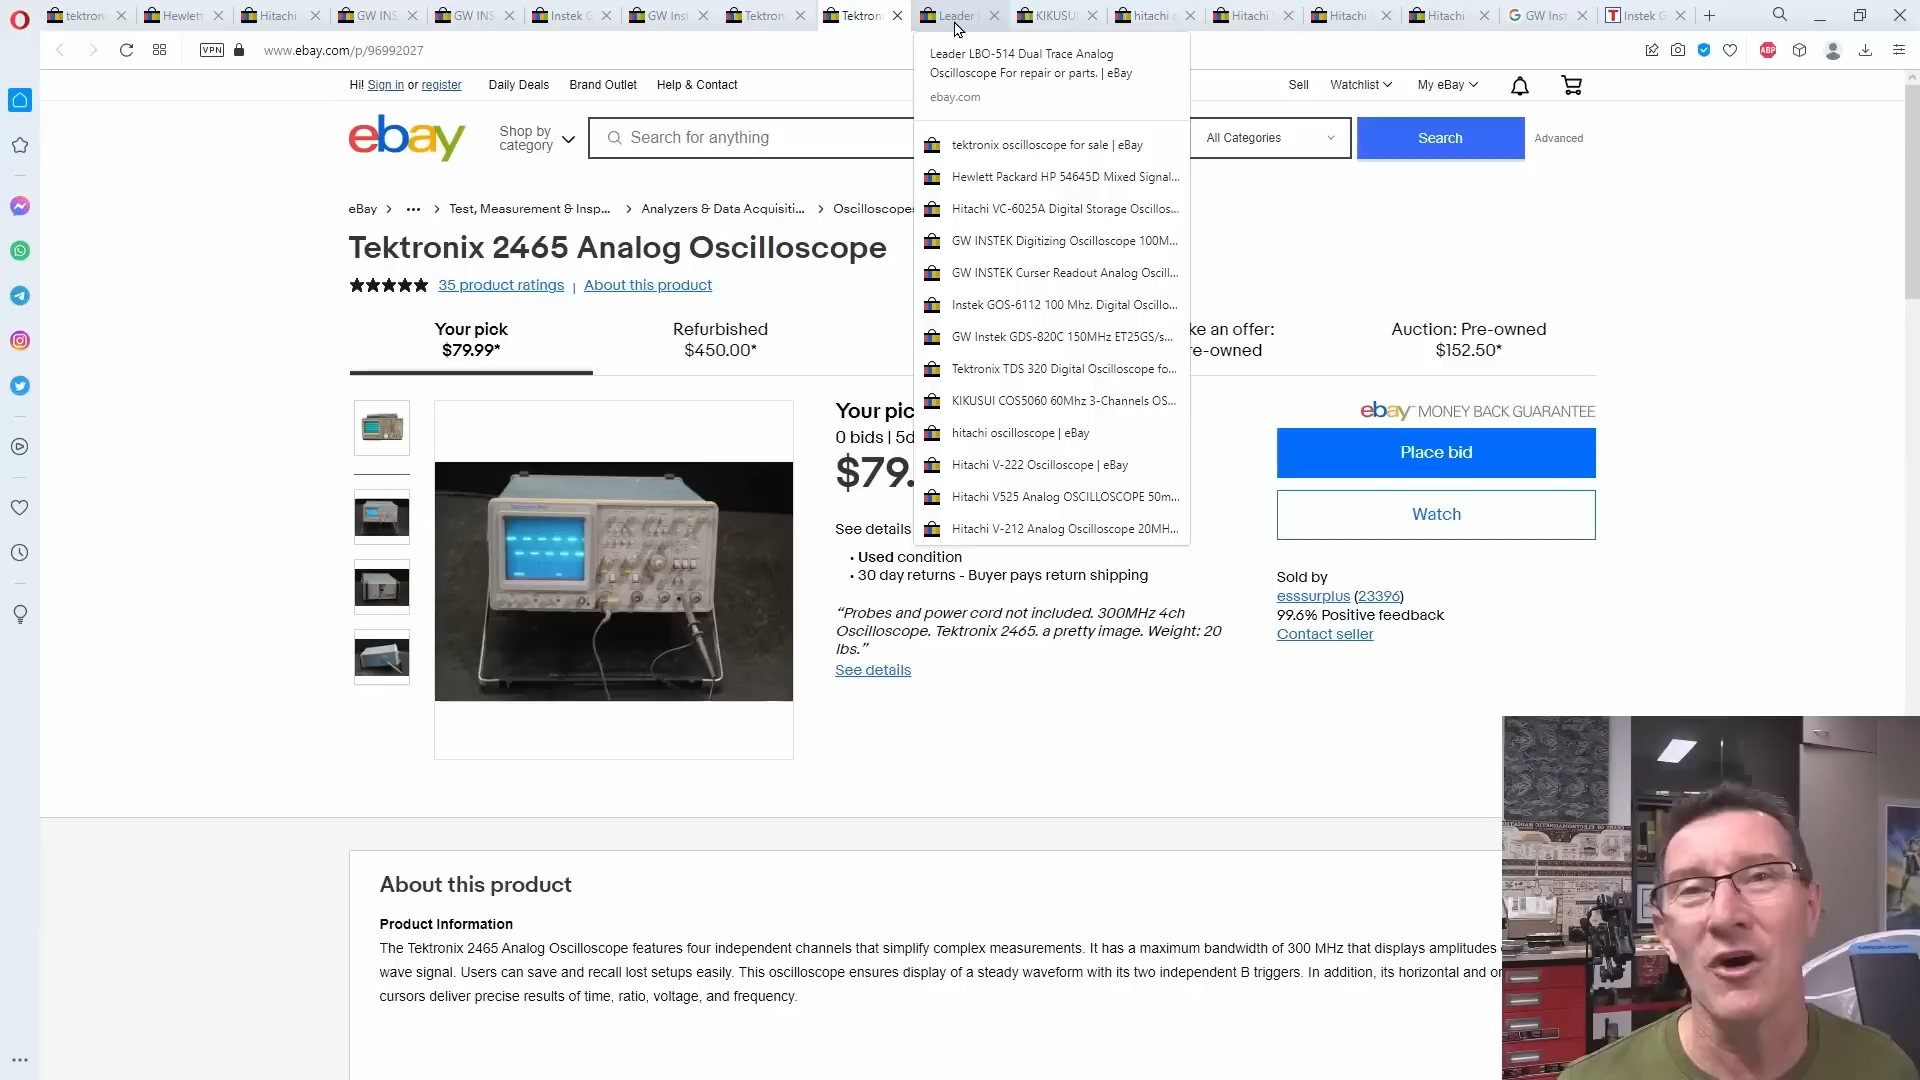 tektron
Hewlett
Hitachi
GW INS
GW INS
Instek G
GW Inst
Tektron
Tektron
Leader
KIKUSUI
hitachi o
Hitachi V
Hitachi
Hitachi V
GW Inst
Instek G
VPN
www.ebay.com/p/96992027
ABP
Leader LBO-514 Dual Trace Analog
Oscilloscope For repair or parts. | eBay
ebay.com
tektronix oscilloscope for sale | eBay
Hewlett Packard HP 54645D Mixed Signal...
Hitachi VC-6025A Digital Storage Oscillos...
GW INSTEK Digitizing Oscilloscope 100M...
GW INSTEK Curser Readout Analog Oscill...
Instek GOS-6112 100 Mhz. Digital Oscillo...
GW Instek GDS-820C 150MHz ET25GS/s...
Tektronix TDS 320 Digital Oscilloscope fo...
KIKUSUI COS5060 60Mhz 3-Channels OS...
hitachi oscilloscope | eBay
Hitachi V-222 Oscilloscope | eBay
Hitachi V525 Analog OSCILLOSCOPE 50m...
Hitachi V-212 Analog Oscilloscope 20MH...
Hi! Sign in or register
Daily Deals
Brand Outlet
Help & Contact
Sell
Watchlist
My eBay
ebay
Shop by
category
Search for anything
All Categories
Search
Advanced
eBay
...
Test, Measurement & Insp...
Analyzers & Data Acquisiti...
Oscilloscopes
Tektronix 2465 Analog Oscilloscope
35 product ratings | About this product
Your pick
$79.99*
Refurbished
$450.00*
ke an offer:
re-owned
Auction: Pre-owned
$152.50*
Your pic
0 bids | 5d
$79.
See details
• Used condition
• 30 day returns - Buyer pays return shipping
“Probes and power cord not included. 300MHz 4ch
Oscilloscope. Tektronix 2465. a pretty image. Weight: 20
lbs.”
See details
ebay MONEY BACK GUARANTEE
Place bid
Watch
Sold by
esssurplus (23396)
99.6% Positive feedback
Contact seller
About this product
Product Information
The Tektronix 2465 Analog Oscilloscope features four independent channels that simplify complex measurements. It has a maximum bandwidth of 300 MHz that displays amplitudes
wave signal. Users can save and recall lost setups easily. This oscilloscope ensures display of a steady waveform with its two independent B triggers. In addition, its horizontal and
cursors deliver precise results of time, ratio, voltage, and frequency.